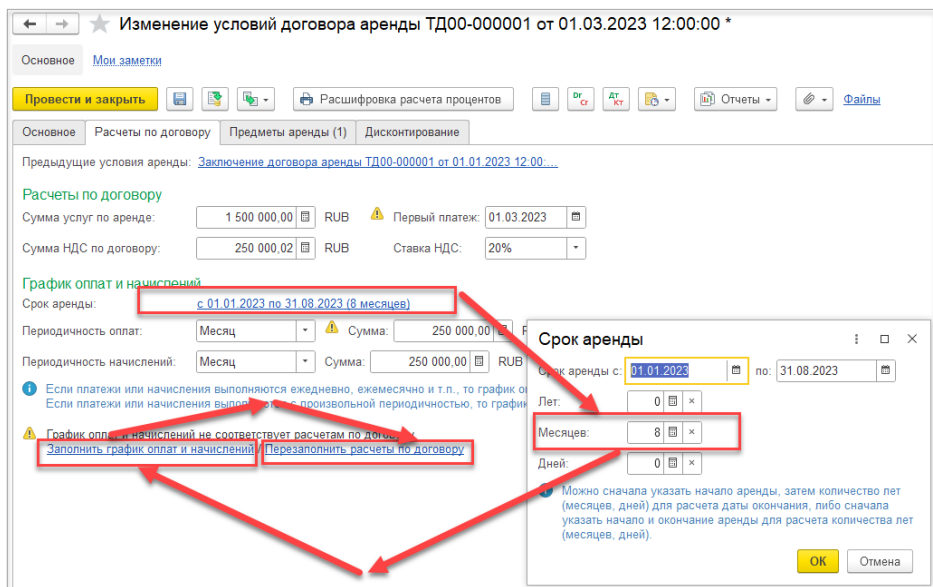 Изменение условий договора аренды ТД00-000001 от 01.03.2023 12:00:00 *
Основное Мои заметки
Провести и закрыть Расшифровка расчета процентов Dr Cr Дт Кт Отчеты Файлы
Основное Расчеты по договору Предметы аренды (1) Дисконтирование
Предыдущие условия аренды: Заключение договора аренды ТД00-000001 от 01.01.2023 12:00:...
Расчеты по договору
Сумма услуг по аренде: 1 500 000,00 RUB Первый платеж: 01.03.2023
Сумма НДС по договору: 250 000,02 RUB Ставка НДС: 20%
График оплат и начислений
Срок аренды: с 01.01.2023 по 31.08.2023 (8 месяцев)
Периодичность оплат: Месяц Сумма: 250 000,00
Периодичность начислений: Месяц Сумма: 250 000,00 RUB
Если платежи или начисления выполняются ежедневно, ежемесячно и т.п., то график
Если платежи или начисления выполняются с произвольной периодичностью, то график
График оплат и начислений не соответствует расчетам по договору.
Заполнить график оплат и начислений / Перезаполнить расчеты по договору
Срок аренды
Срок аренды с: 01.01.2023 по: 31.08.2023
Лет: 0
Месяцев: 8
Дней: 0
Можно сначала указать начало аренды, затем количество лет
(месяцев, дней) для расчета даты окончания, либо сначала
указать начало и окончание аренды для расчета количества лет
(месяцев, дней).
ОК Отмена